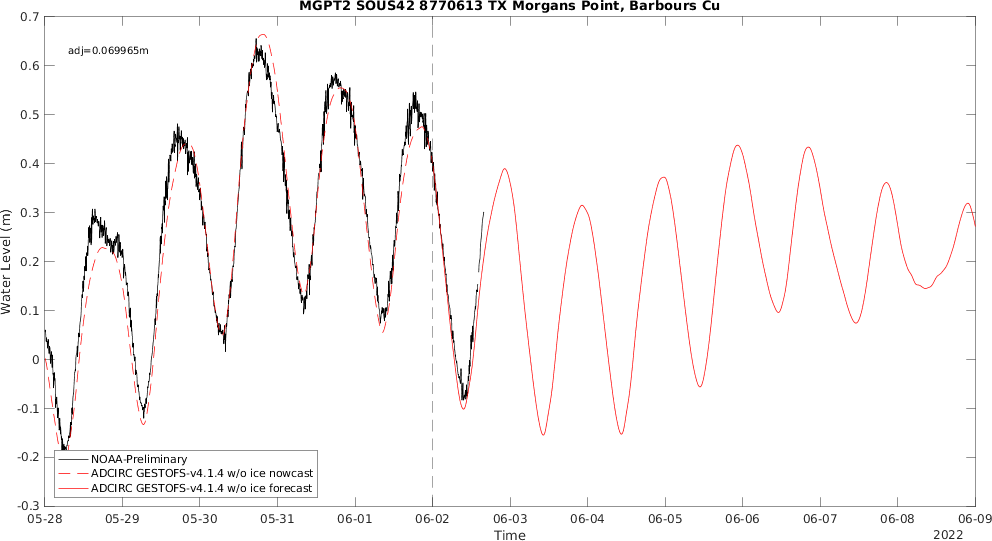 MGPT2 SOUS42 8770613 TX Morgans Point, Barbours Cu
adj=0.069965m
Water Level (m)
0.7
0.6
0.5
0.4
0.3
0.2
0.1
0
-0.1
-0.2
-0.3
NOAA-Preliminary
ADCIRC GESTOFS-v4.1.4 w/o ice nowcast
ADCIRC GESTOFS-v4.1.4 w/o ice forecast
05-28 05-29 05-30 05-31 06-01 06-02 06-03 06-04 06-05 06-06 06-07 06-08 06-09
Time
2022